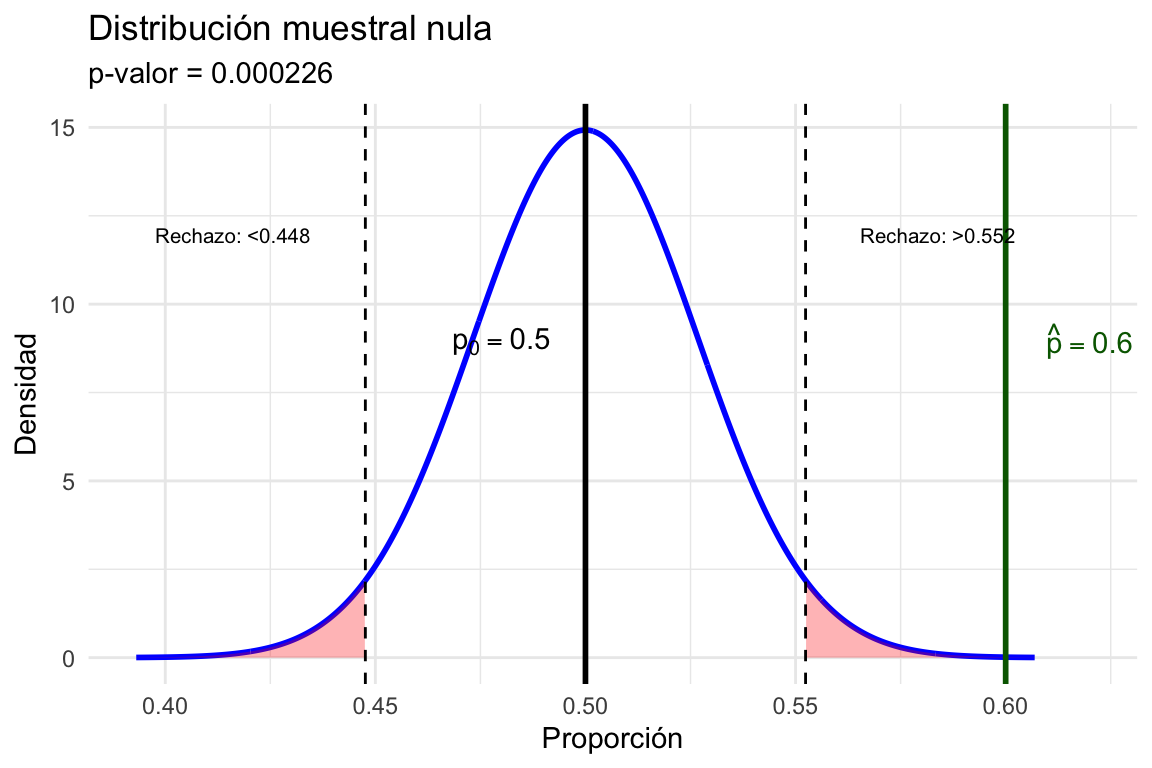 Distribución muestral nula
p-valor = 0.000226
15
10
5
0
Densidad
Rechazo: <0.448
Rechazo: >0.552
p₀ = 0.5
p̂ = 0.6
0.40
0.45
0.50
0.55
0.60
Proporción